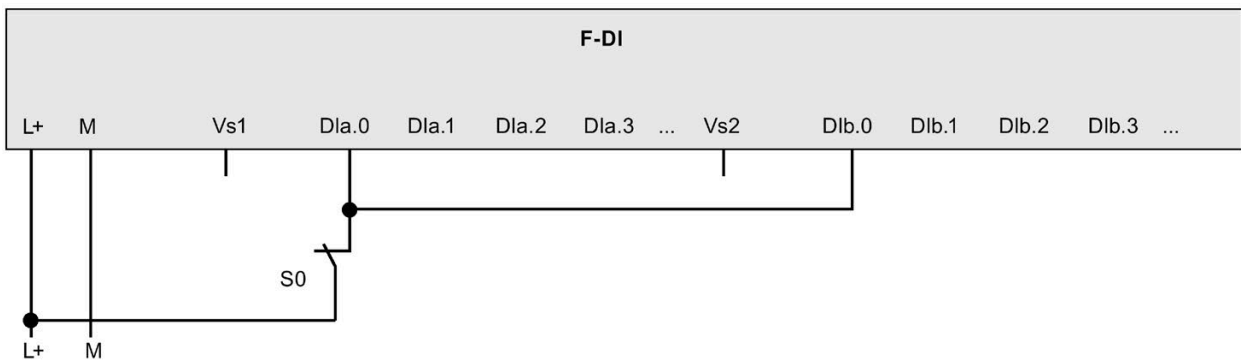 F-DI
L+ M Vs1 DIa.0 DIa.1 DIa.2 DIa.3 ... Vs2 DIb.0 DIb.1 DIb.2 DIb.3 ...
S0
L+ M